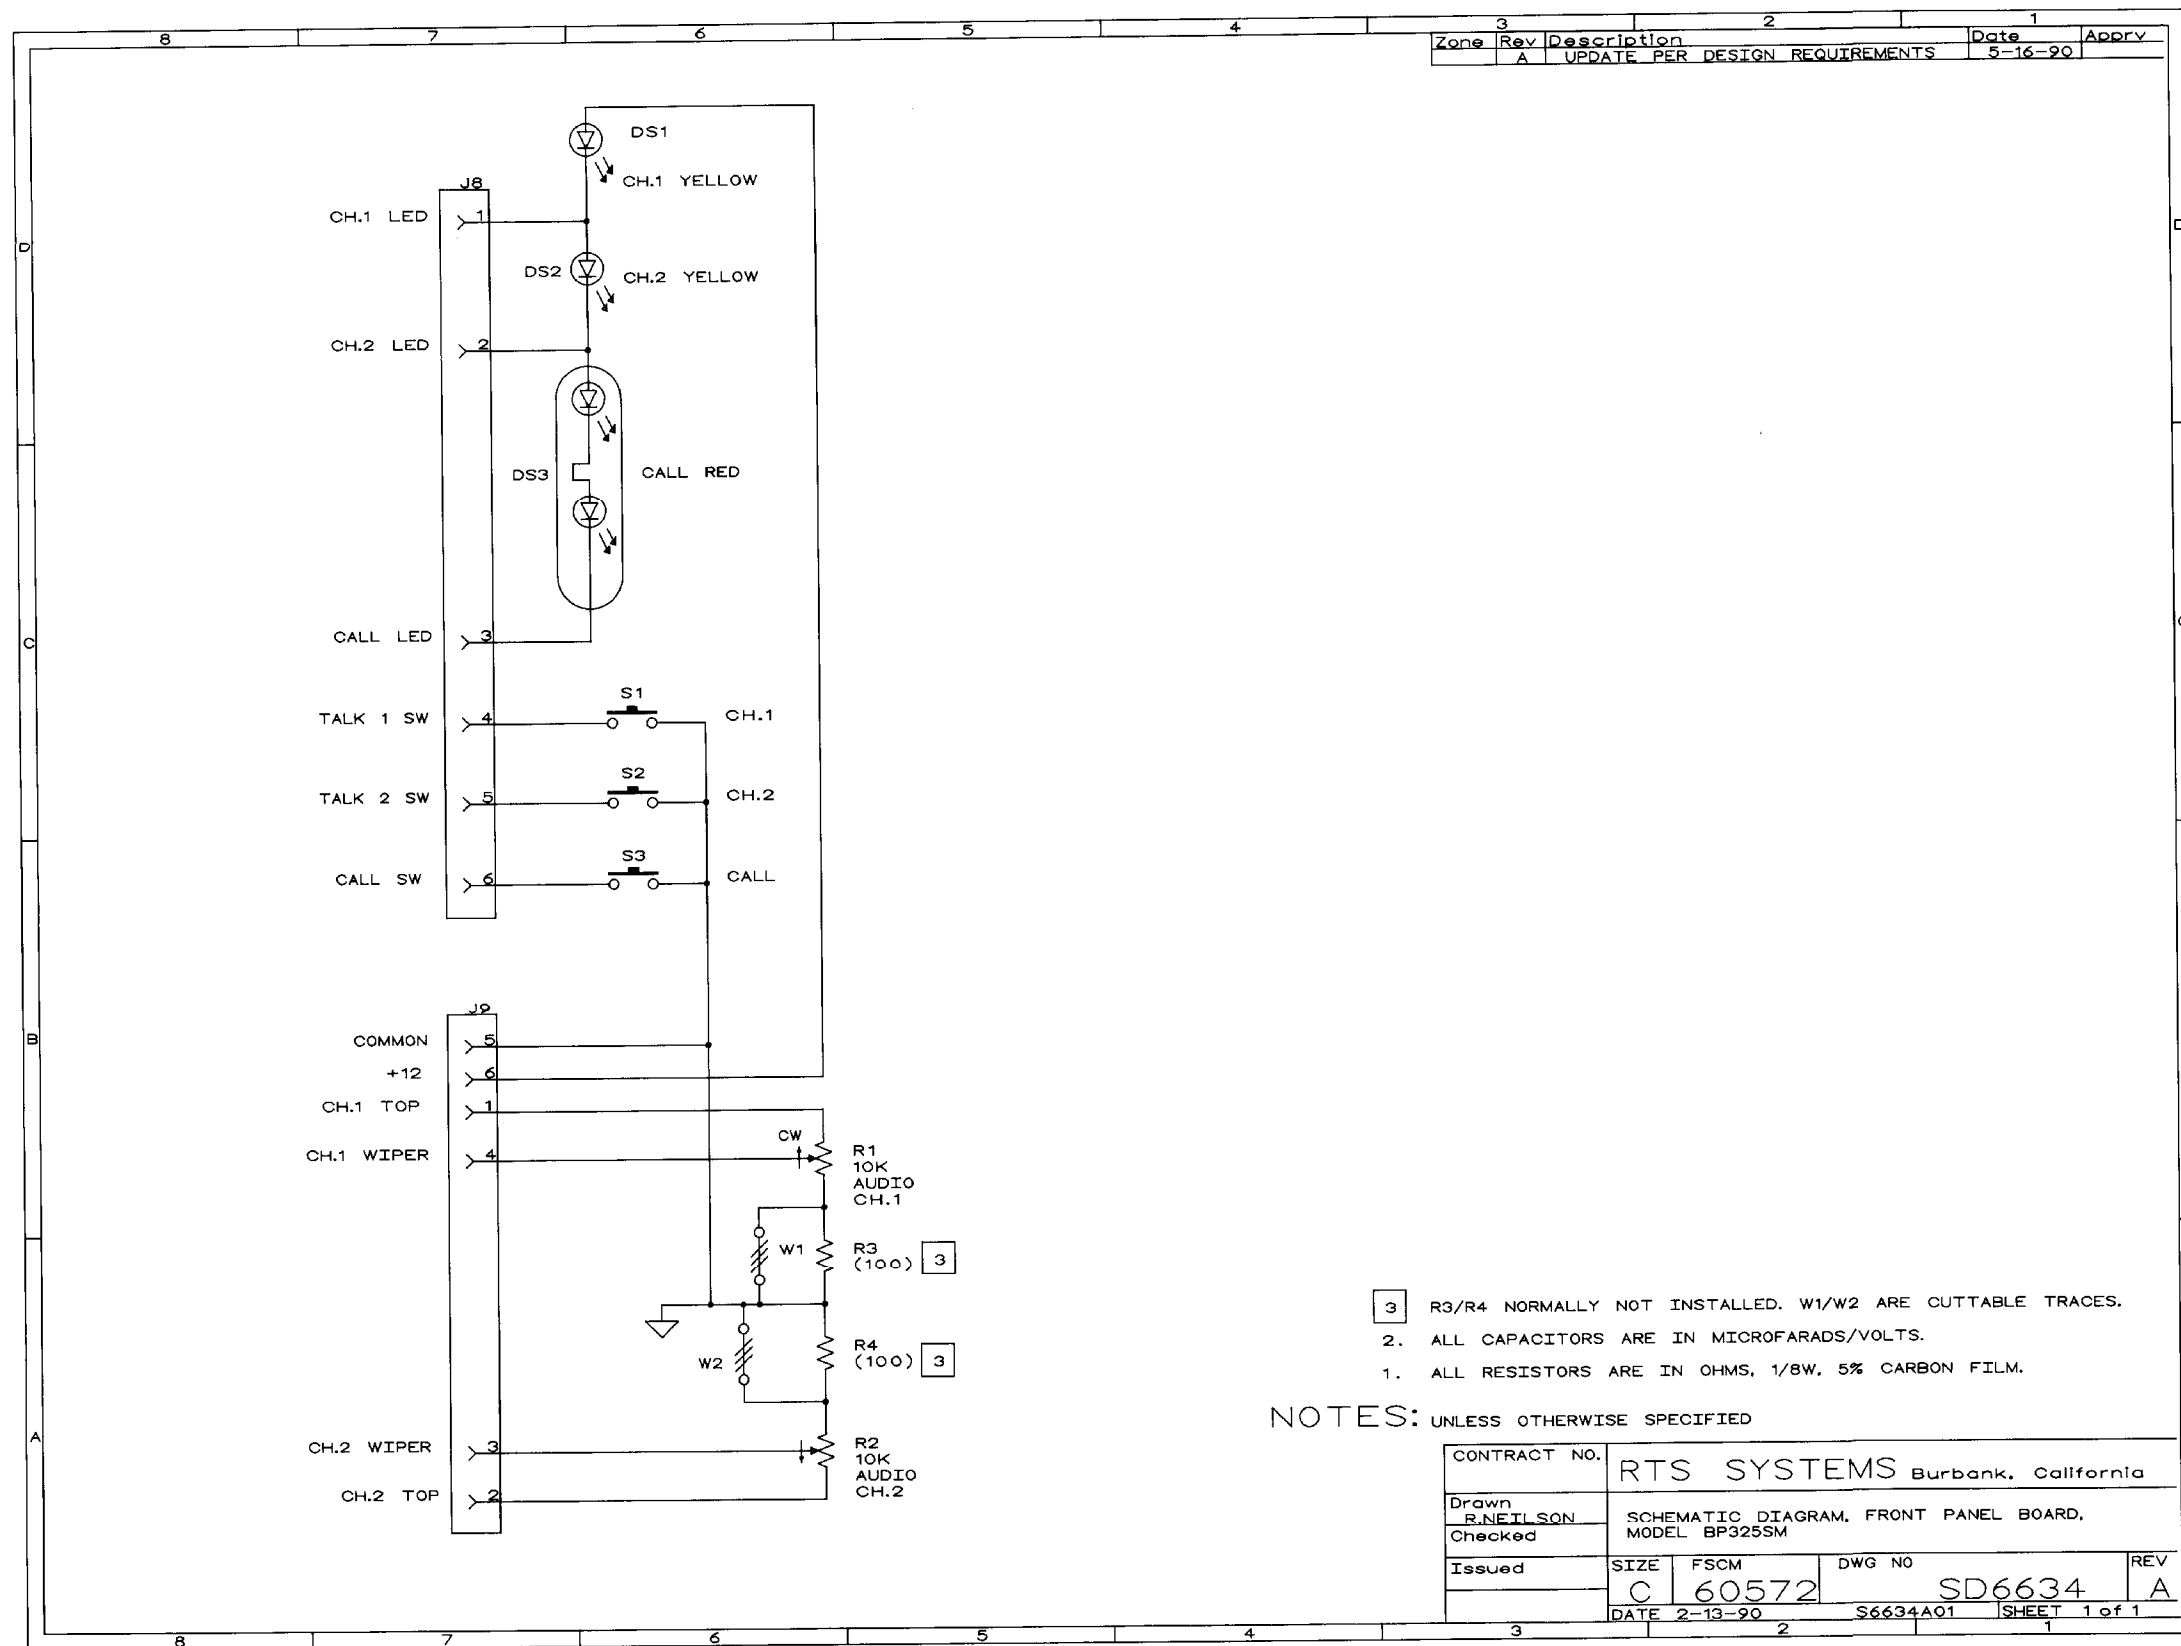 8 7 6 5 4 3 2 1
Zone Rev Description Date Apprv
A UPDATE PER DESIGN REQUIREMENTS 5-16-90
DS1
CH.1 YELLOW
J8
CH.1 LED 1
D
DS2 CH.2 YELLOW
CH.2 LED 2
DS3 CALL RED
C
CALL LED 3
S1
TALK 1 SW 4 CH.1
S2
TALK 2 SW 5 CH.2
S3
CALL SW 6 CALL
J9
B
COMMON 5
+12 6
CH.1 TOP 1
CW
CH.1 WIPER 4
R1
10K
AUDIO
CH.1
W1
R3
(100) 3
W2
R4
(100) 3
A
CH.2 WIPER 3
R2
10K
AUDIO
CH.2
CH.2 TOP 2
3 R3/R4 NORMALLY NOT INSTALLED. W1/W2 ARE CUTTABLE TRACES.
2. ALL CAPACITORS ARE IN MICROFARADS/VOLTS.
1. ALL RESISTORS ARE IN OHMS, 1/8W, 5% CARBON FILM.
NOTES: UNLESS OTHERWISE SPECIFIED
CONTRACT NO.
RTS SYSTEMS Burbank, California
Drawn
R.NEILSON
Checked
SCHEMATIC DIAGRAM, FRONT PANEL BOARD,
MODEL BP325SM
Issued
SIZE FSCM DWG NO REV
C 60572 SD6634 A
DATE 2-13-90 S6634A01 SHEET 1 of 1
8 7 6 5 4 3 2 1